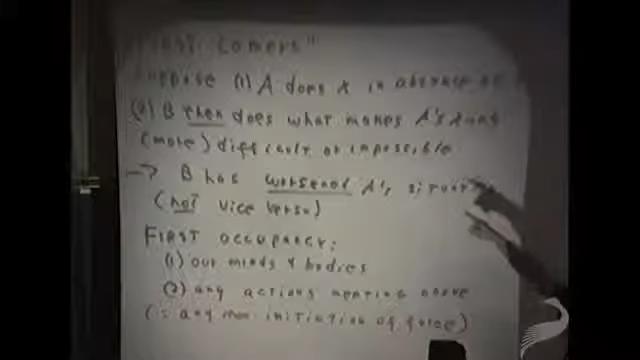 "First Comers"
Suppose (1) A does X in absence of
(2) B then does what makes A's
(more) difficult or impossible
→ B has worsened A's situation
(not vice versa)
FIRST OCCUPANCY:
(1) our minds & bodies
(2) any actions meeting above
(= any non initiation of force)